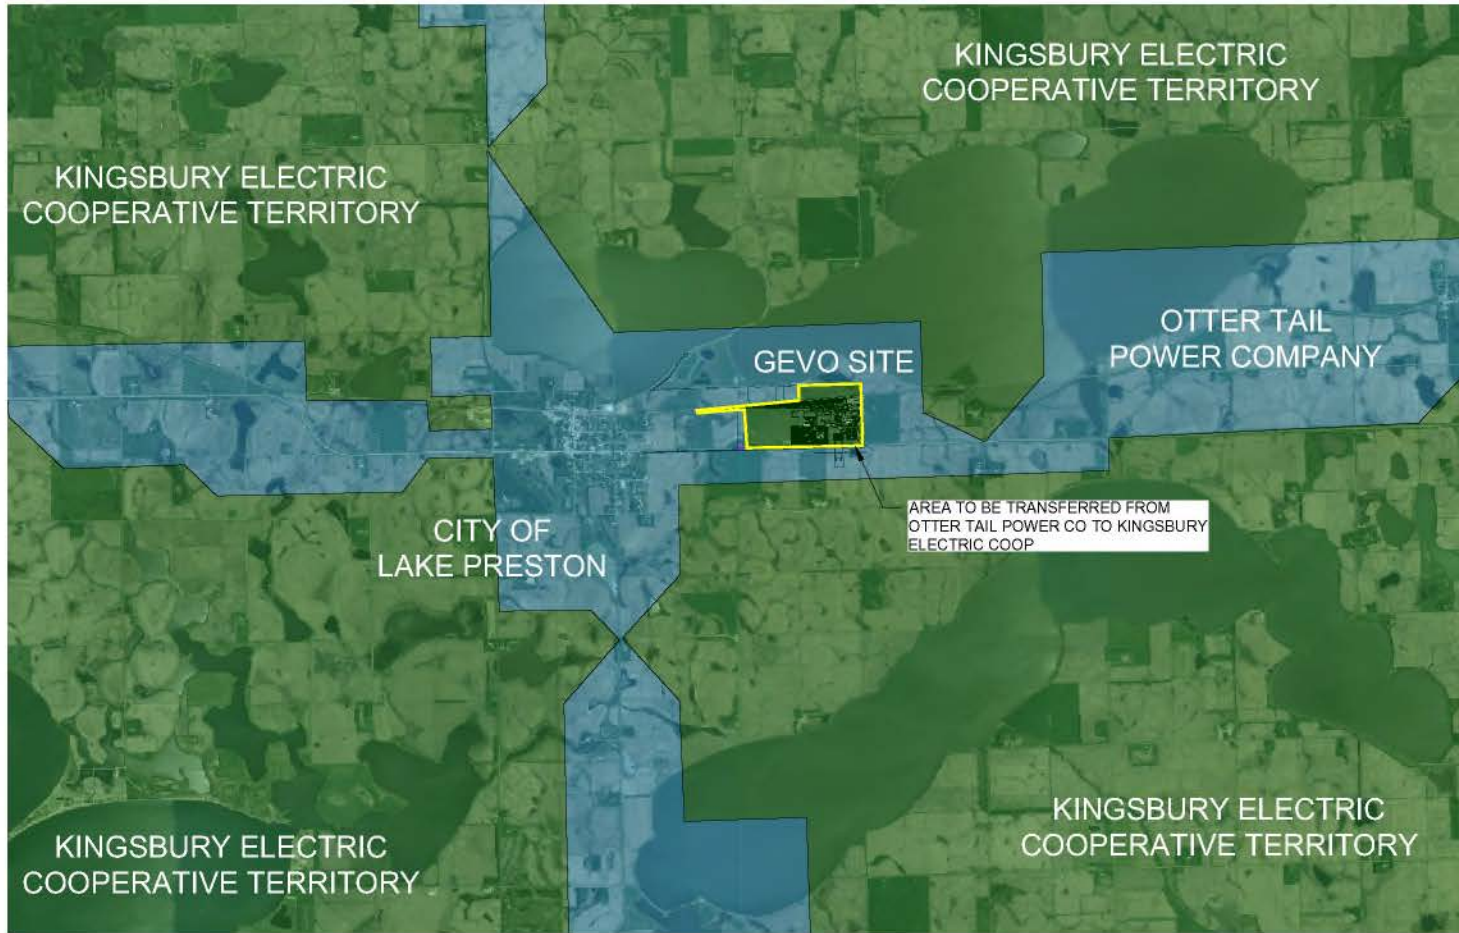 KINGSBURY ELECTRIC
COOPERATIVE TERRITORY
KINGSBURY ELECTRIC
COOPERATIVE TERRITORY
OTTER TAIL
POWER COMPANY
GEVO SITE
AREA TO BE TRANSFERRED FROM
OTTER TAIL POWER CO TO KINGSBURY
ELECTRIC COOP
CITY OF
LAKE PRESTON
KINGSBURY ELECTRIC
COOPERATIVE TERRITORY
KINGSBURY ELECTRIC
COOPERATIVE TERRITORY